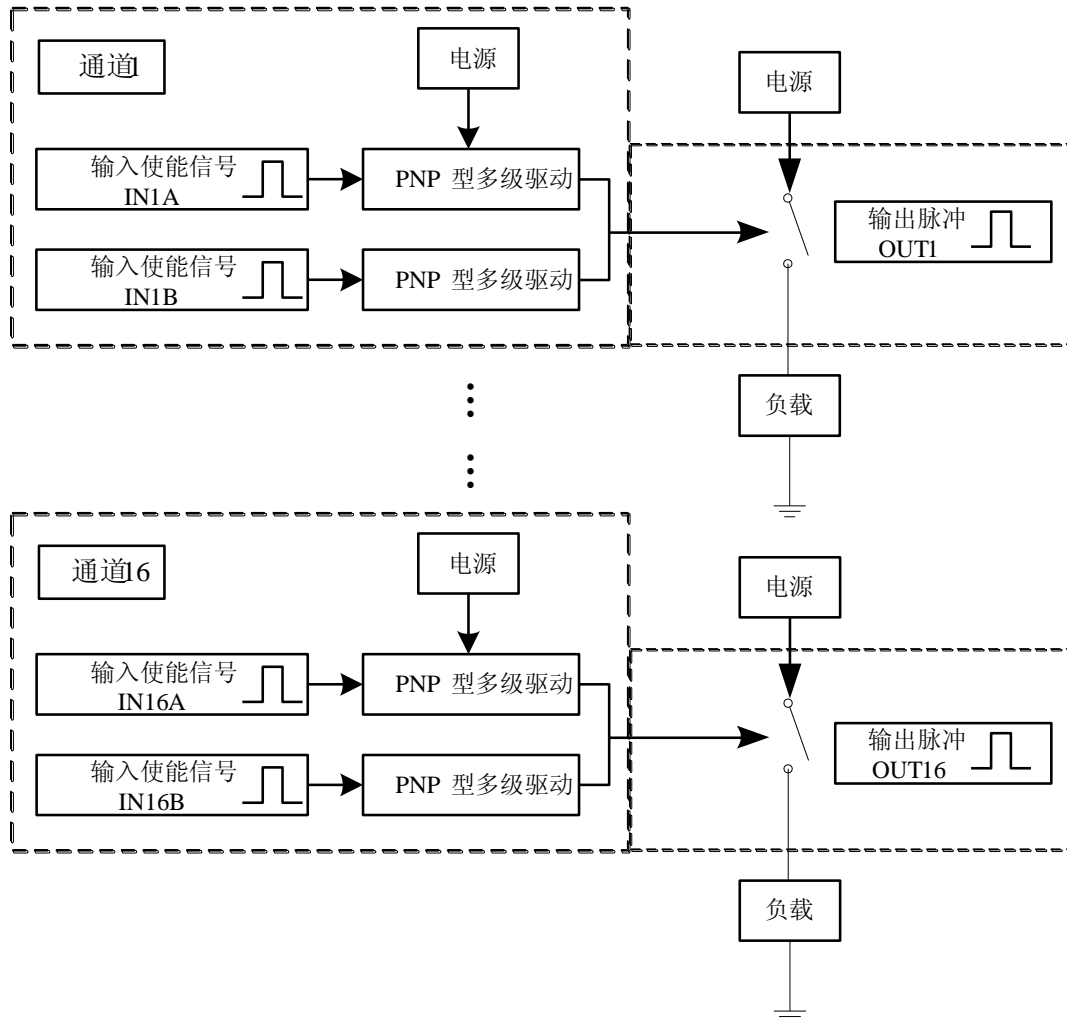 通道1
电源
电源
输入使能信号
IN1A
PNP 型多级驱动
输出脉冲
OUT1
输入使能信号
IN1B
PNP 型多级驱动
负载
通道16
电源
电源
输入使能信号
IN16A
PNP 型多级驱动
输出脉冲
OUT16
输入使能信号
IN16B
PNP 型多级驱动
负载